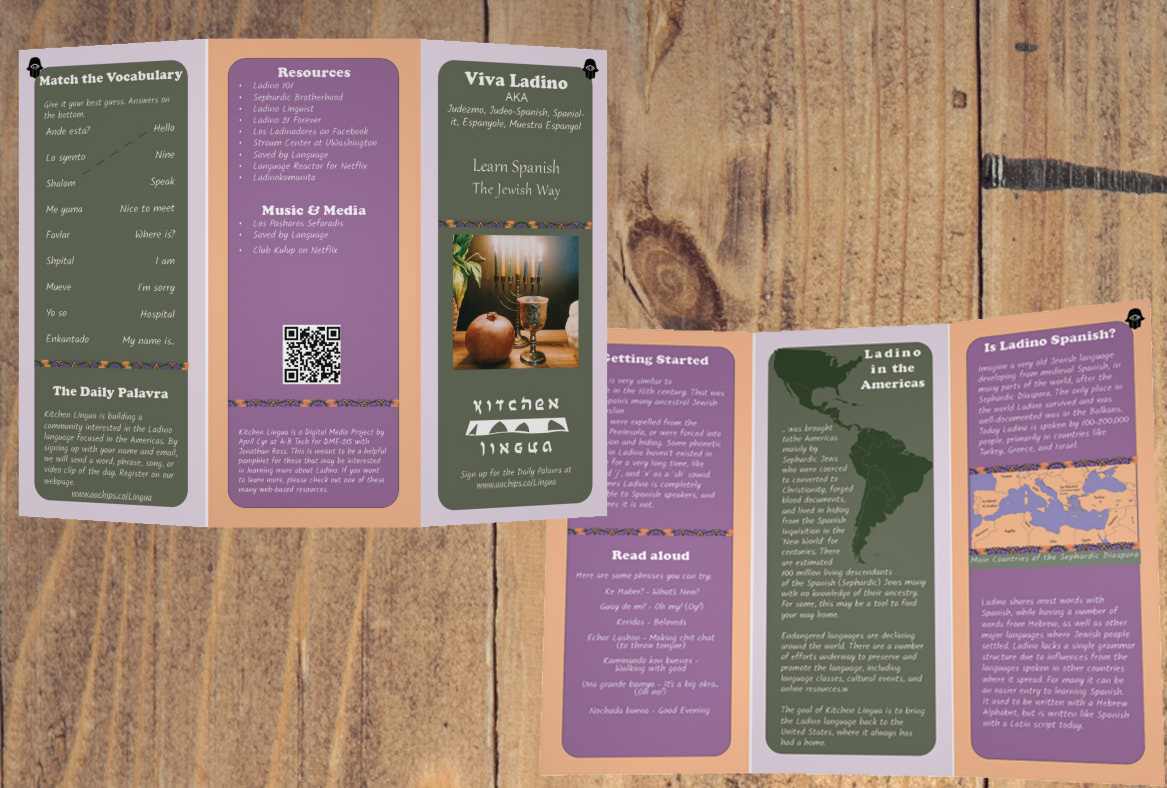 Match the Vocabulary
Give it your best guess. Answers on
the bottom.
Ande esta? Hello
Lo syento Nine
Shalom Speak
Me yamo Nice to meet
Favlar Where is?
Shpital I am
Mueve I'm sorry
Yo so Hospital
Enkantado My name is..
The Daily Palavra
Kitchen Lingua is building a
community interested in the Ladino
language focused in the Americas. By
signing up with your name and email,
we will send a word, phrase, song, or
video clip of the day. Register on our
webpage.
www.aachips.co/Lingua
Resources
• Ladino 101
• Sephardic Brotherhood
• Ladino Linguist
• Ladino 21 Forever
• Los Ladinadores on Facebook
• Stroum Center at UWashington
• Saved by Language
• Language Reactor for Netflix
• Ladinokomunita
Music & Media
• Los Pasharos Sefaradis
• Saved by Language
• Club Kulup on Netflix
Kitchen Lingua is a Digital Media Project by
April Cyr at A-B Tech for DME-215 with
Jonathan Ross. This is meant to be a helpful
pamphlet for those that may be interested
in learning more about Ladino. If you want
to learn more, please check out one of these
many web-based resources.
Viva Ladino
AKA
Judezmo, Judeo-Spanish, Spaniol-
it, Espanyole, Muestra Espanyol
Learn Spanish
The Jewish Way
KITCHEN
LINGUA
Sign up for the Daily Palavra at
www.aachips.co/Lingua
Getting Started
is very similar to
in the 16th century. That was
many ancestral Jewish
were expelled from the
Peninsula, or were forced into
and hiding. Some phonetic
in Ladino haven't existed in
for a very long time, like
'j', and 'x' as a 'sh' sound.
Ladino is completely
to Spanish speakers, and
it is not.
Read aloud
Here are some phrases you can try.
Ke Haber? - What's New?
Guay de mi! - Oh my! (Oy!)
Keridas - Beloveds
Echar Lashon - Making chit chat
(to throw tongue)
Kaminando kon buenos -
Walking with good
Una grande bamya - It's a big okra.
(Oh no!)
Nochada buena - Good Evening
Ladino
in the
Americas
.. was brought
tothe Americas
mainly by
Sephardic Jews
who were coerced
to converted to
Christianity, forged
blood documents,
and lived in hiding
from the Spanish
Inquisition in the
'New World' for
centuries. There
are estimated
100 million living descendants
of the Spanish (Sephardic) Jews many
with no knowledge of their ancestry.
For some, this may be a tool to find
your way home.
Endangered languages are declining
around the world. There are a number
of efforts underway to preserve and
promote the language, including
language classes, cultural events, and
online resources.w
The goal of Kitchen Lingua is to bring
the Ladino language back to the
United States, where it always has
had a home.
Is Ladino Spanish?
Imagine a very old Jewish language
developing from medieval Spanish, in
many parts of the world, after the
Sephardic Diaspora. The only place in
the world Ladino survived and was
well-documented was in the Balkans.
Today Ladino is spoken by 100-200,000
people, primarily in countries like
Turkey, Greece, and Israel.
Main Countries of the Sephardic Diaspora
Ladino shares most words with
Spanish, while having a number of
words from Hebrew, as well as other
major languages where Jewish people
settled. Ladino lacks a single grammar
structure due to influences from the
languages spoken in other countries
where it spread. For many it can be
an easier entry to learning Spanish.
It used to be written with a Hebrew
Alphabet, but is written like Spanish
with a Latin script today.